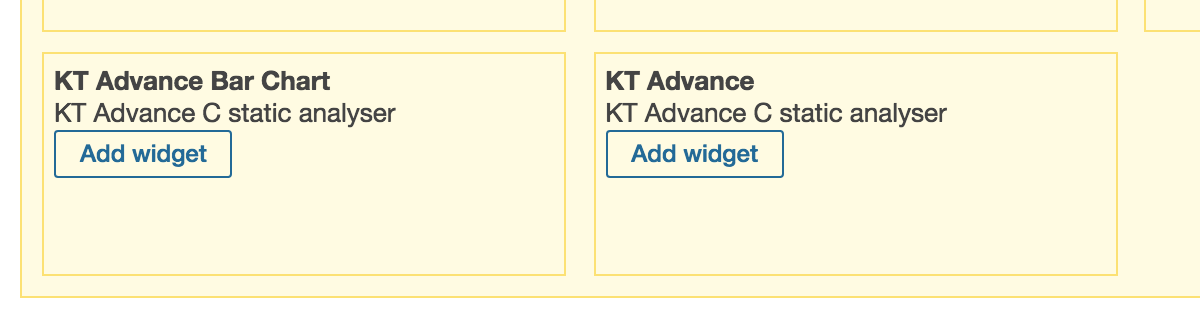 KT Advance Bar Chart
KT Advance C static analyser
Add widget
KT Advance
KT Advance C static analyser
Add widget